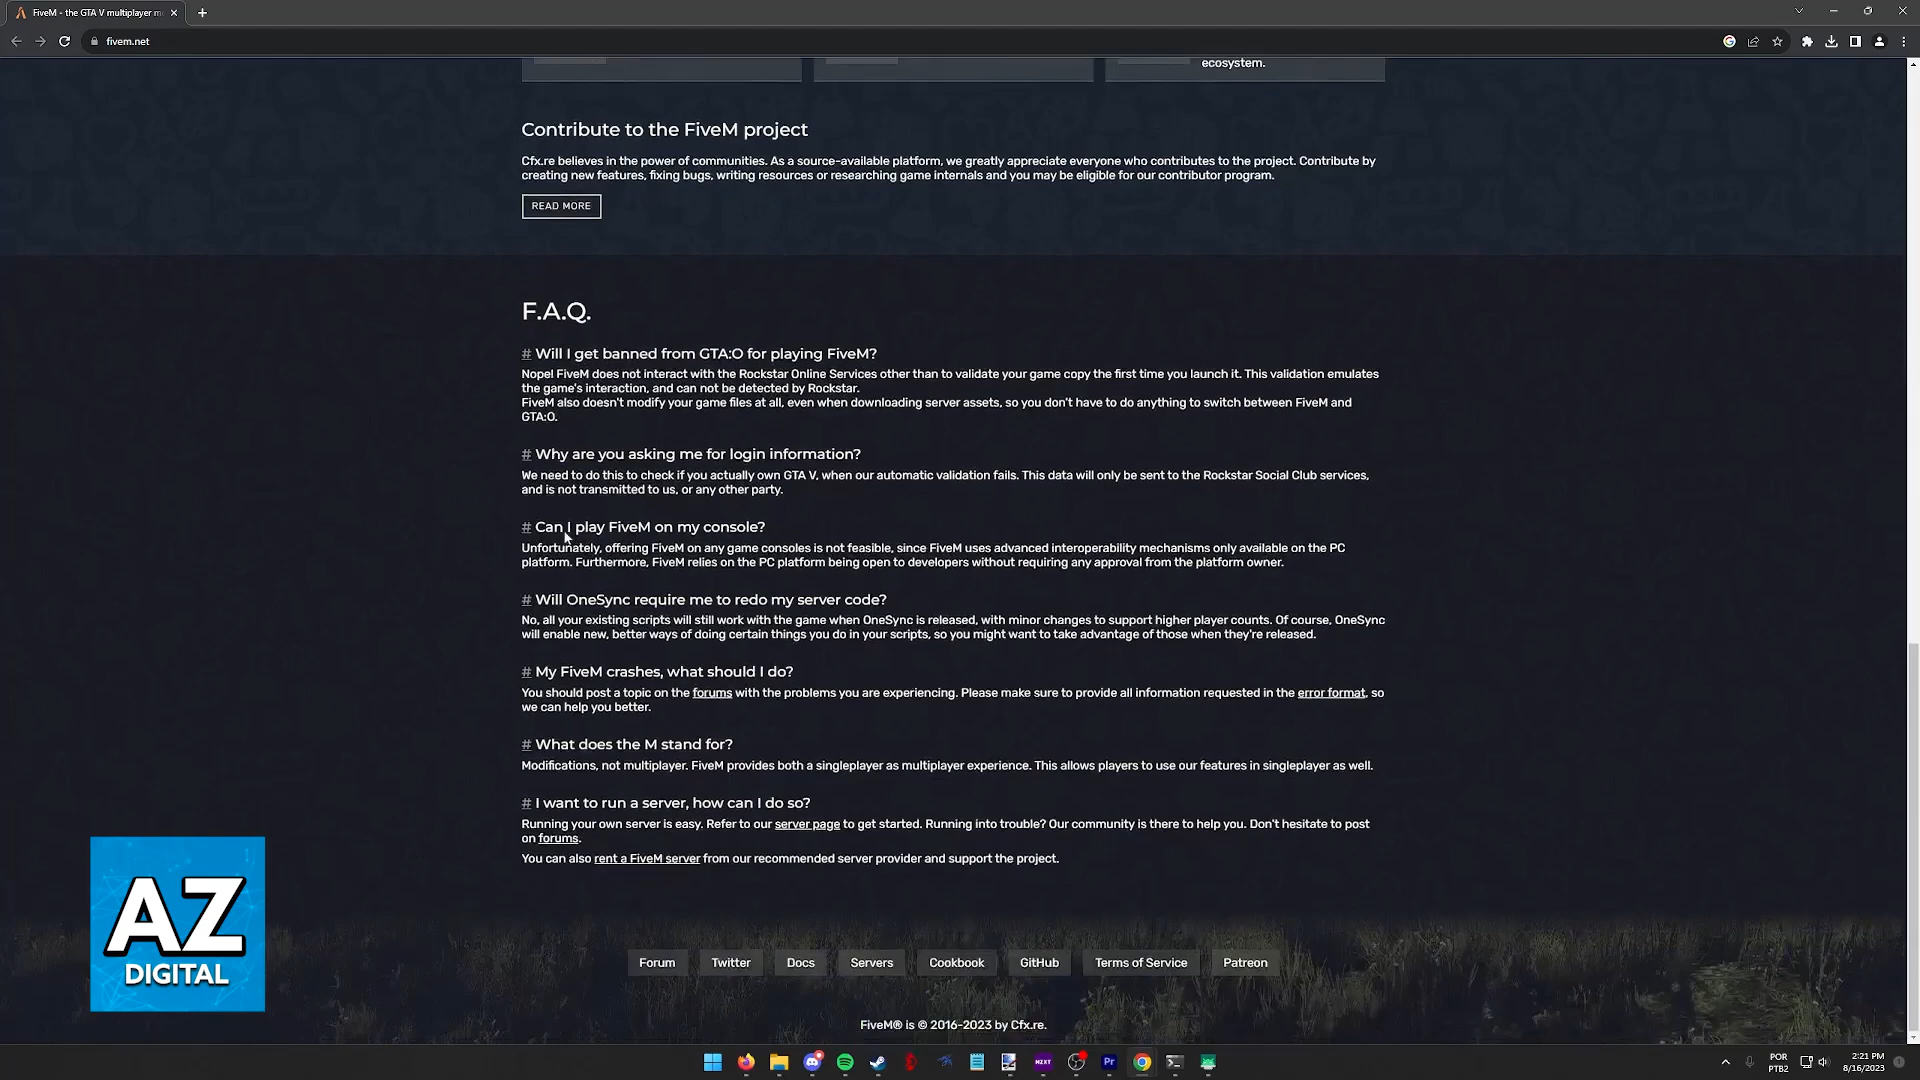 FiveM - the GTA V multiplayer m
fivem.net
ecosystem.
Contribute to the FiveM project
Cfx.re believes in the power of communities. As a source-available platform, we greatly appreciate everyone who contributes to the project. Contribute by
creating new features, fixing bugs, writing resources or researching game internals and you may be eligible for our contributor program.
READ MORE
F.A.Q.
# Will I get banned from GTA:O for playing FiveM?
Nope! FiveM does not interact with the Rockstar Online Services other than to validate your game copy the first time you launch it. This validation emulates
the game's interaction, and can not be detected by Rockstar.
FiveM also doesn't modify your game files at all, even when downloading server assets, so you don't have to do anything to switch between FiveM and
GTA:O.
# Why are you asking me for login information?
We need to do this to check if you actually own GTA V, when our automatic validation fails. This data will only be sent to the Rockstar Social Club services,
and is not transmitted to us, or any other party.
# Can I play FiveM on my console?
Unfortunately, offering FiveM on any game consoles is not feasible, since FiveM uses advanced interoperability mechanisms only available on the PC
platform. Furthermore, FiveM relies on the PC platform being open to developers without requiring any approval from the platform owner.
# Will OneSync require me to redo my server code?
No, all your existing scripts will still work with the game when OneSync is released, with minor changes to support higher player counts. Of course, OneSync
will enable new, better ways of doing certain things you do in your scripts, so you might want to take advantage of those when they're released.
# My FiveM crashes, what should I do?
You should post a topic on the forums with the problems you are experiencing. Please make sure to provide all information requested in the error format, so
we can help you better.
# What does the M stand for?
Modifications, not multiplayer. FiveM provides both a singleplayer as multiplayer experience. This allows players to use our features in singleplayer as well.
# I want to run a server, how can I do so?
Running your own server is easy. Refer to our server page to get started. Running into trouble? Our community is there to help you. Don't hesitate to post
on forums.
You can also rent a FiveM server from our recommended server provider and support the project.
AZ
DIGITAL
Forum Twitter Docs Servers Cookbook GitHub Terms of Service Patreon
FiveM® is © 2016-2023 by Cfx.re.
NZXT
Pr
POR
PTB2
2:21 PM
8/16/2023